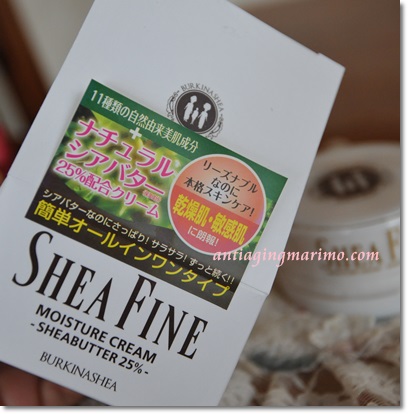 BURKINASHEA
11種類の自然由来美肌成分
+
ナチュラル
シアバター
25%配合クリーム
リーズナブル
なのに
本格スキンケア!
乾燥肌・敏感肌
に朗報!
シアバターなのにさっぱり!サラサラ!ずっと続く!!
簡単オールインワンタイプ
SHEA FINE
MOISTURE CREAM
- SHEABUTTER 25% -
BURKINASHEA
antiagingmarimo.com